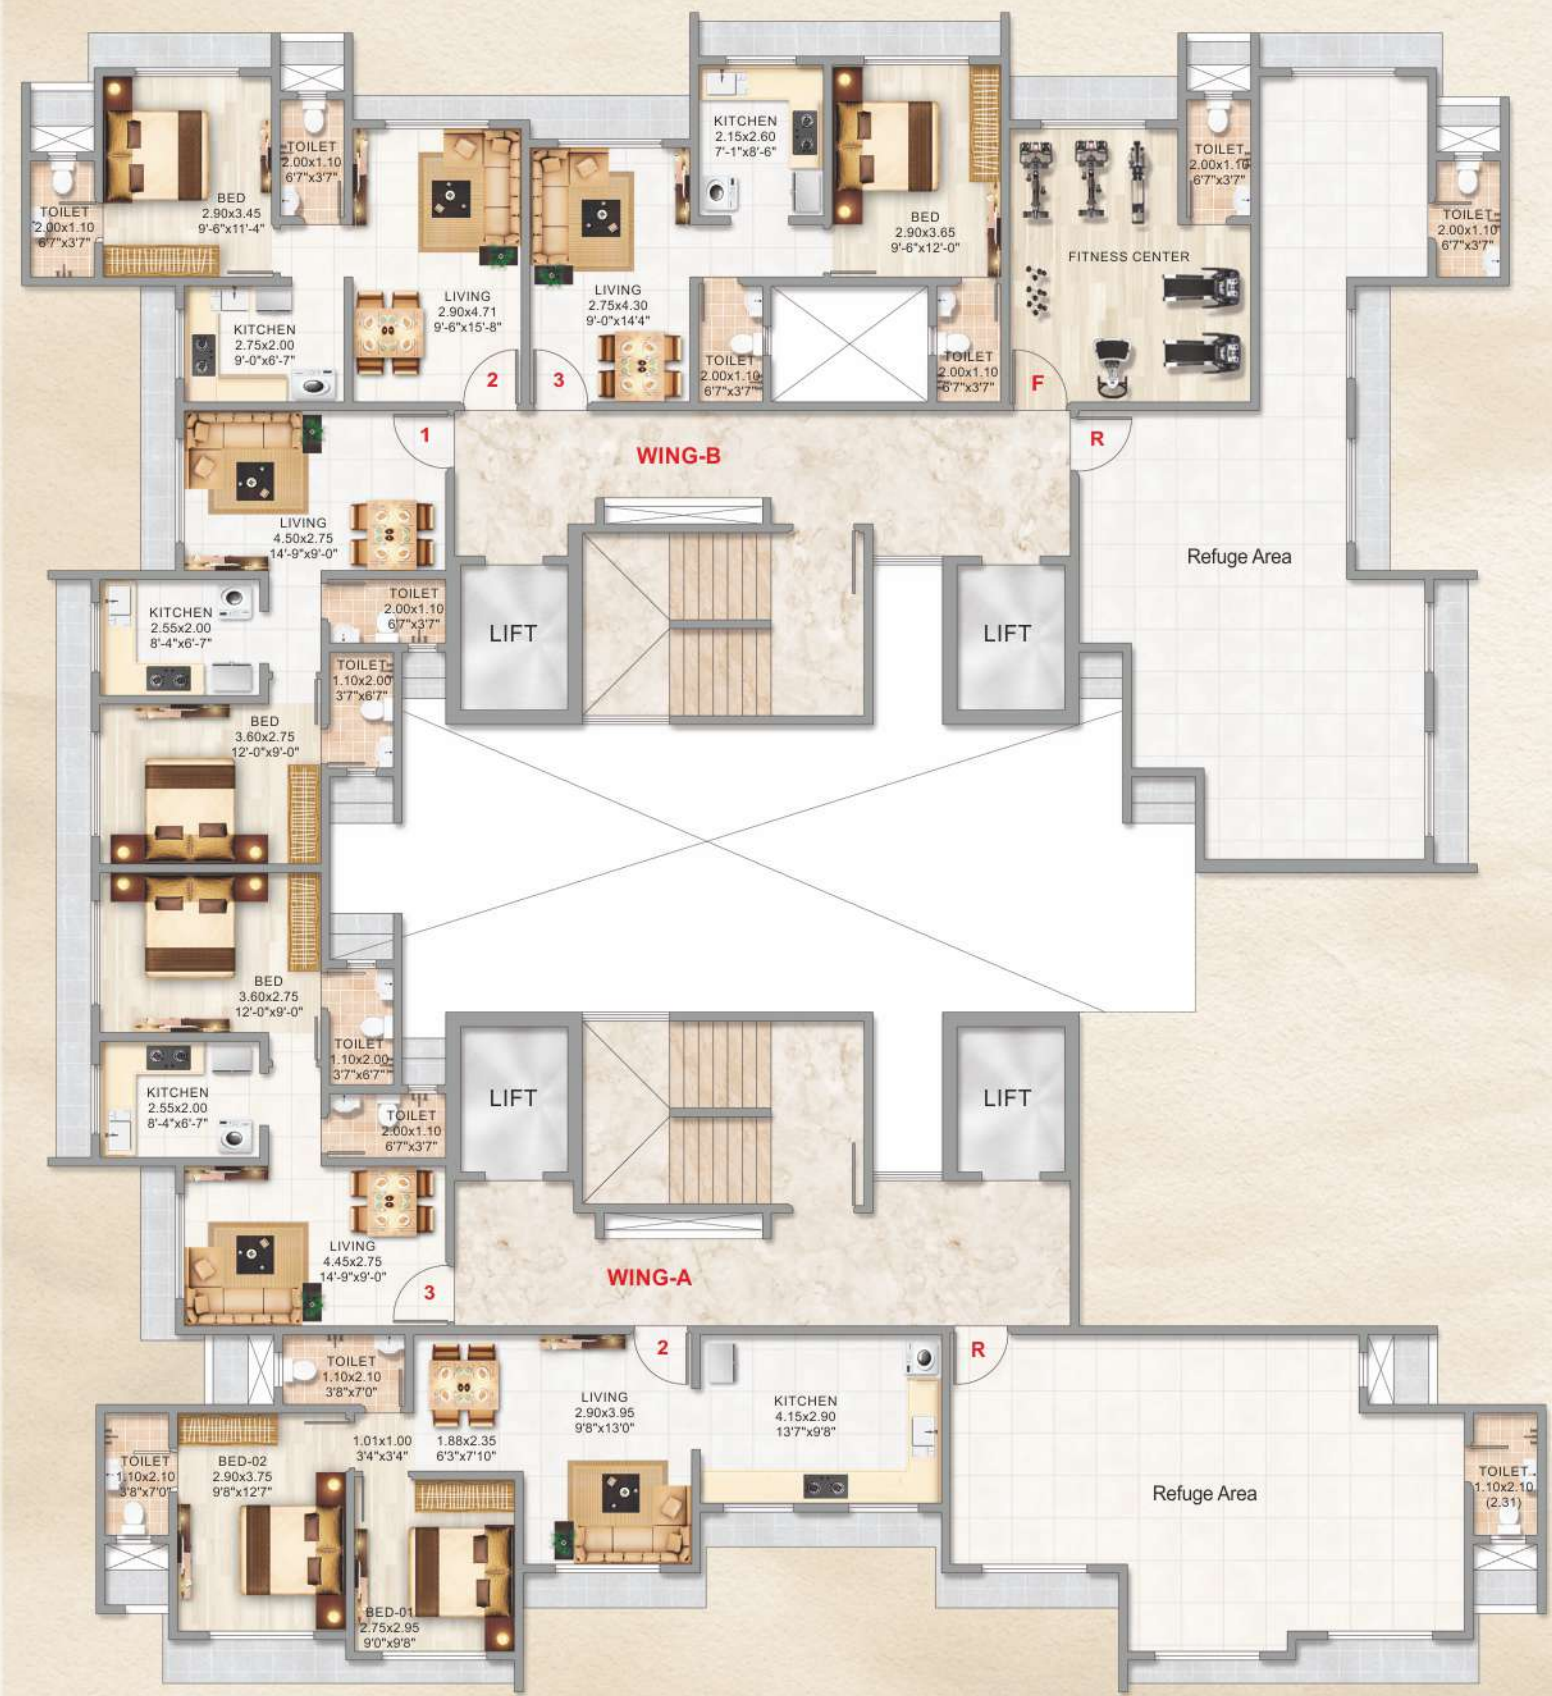 BED
2.90x3.45
9'-6"x11'-4"
TOILET
2.00x1.10
6'7"x3'7"
TOILET
2.00x1.10
6'7"x3'7"
LIVING
2.90x4.71
9'-6"x15'-8"
KITCHEN
2.75x2.00
9'-0"x6'-7"
2
LIVING
2.75x4.30
9'-0"x14'4"
3
KITCHEN
2.15x2.60
7'-1"x8'-6"
BED
2.90x3.65
9'-6"x12'-0"
TOILET
2.00x1.10
6'7"x3'7"
TOILET
2.00x1.10
6'7"x3'7"
FITNESS CENTER
F
TOILET
2.00x1.10
6'7"x3'7"
TOILET
2.00x1.10
6'7"x3'7"
1
WING-B
R
LIVING
4.50x2.75
14'-9"x9'-0"
Refuge Area
KITCHEN
2.55x2.00
8'-4"x6'-7"
TOILET
2.00x1.10
6'7"x3'7"
LIFT
LIFT
TOILET
1.10x2.00
3'7"x6'7"
BED
3.60x2.75
12'-0"x9'-0"
BED
3.60x2.75
12'-0"x9'-0"
TOILET
1.10x2.00
3'7"x6'7"
KITCHEN
2.55x2.00
8'-4"x6'-7"
TOILET
2.00x1.10
6'7"x3'7"
LIFT
LIFT
LIVING
4.45x2.75
14'-9"x9'-0"
3
WING-A
2
R
TOILET
1.10x2.10
3'8"x7'0"
LIVING
2.90x3.95
9'8"x13'0"
KITCHEN
4.15x2.90
13'7"x9'8"
1.01x1.00
3'4"x3'4"
1.88x2.35
6'3"x7'10"
TOILET
1.10x2.10
3'8"x7'0"
BED-02
2.90x3.75
9'8"x12'7"
BED-01
2.75x2.95
9'0"x9'8"
Refuge Area
TOILET
1.10x2.10
(2.31)